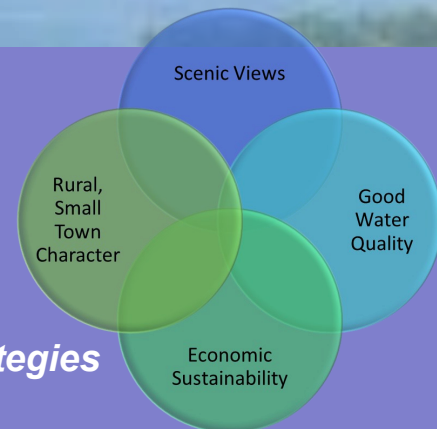 Scenic Views
Rural,
Small
Town
Character
Good
Water
Quality
tegies
Economic
Sustainability